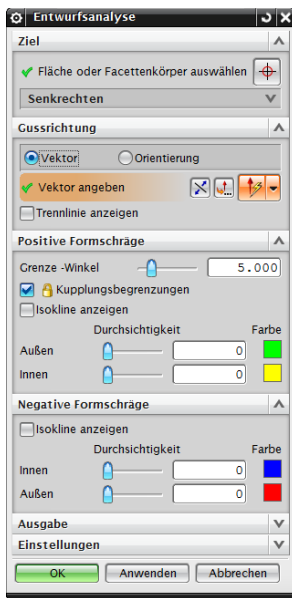 Entwurfsanalyse
Ziel
Fläche oder Facettenkörper auswählen
Senkrechten
Gussrichtung
Vektor Orientierung
Vektor angeben
Trennlinie anzeigen
Positive Formschräge
Grenze -Winkel 5.000
Kupplungsbegrenzungen
Isokline anzeigen
Durchsichtigkeit Farbe
Außen 0
Innen 0
Negative Formschräge
Isokline anzeigen
Durchsichtigkeit Farbe
Innen 0
Außen 0
Ausgabe
Einstellungen
OK Anwenden Abbrechen